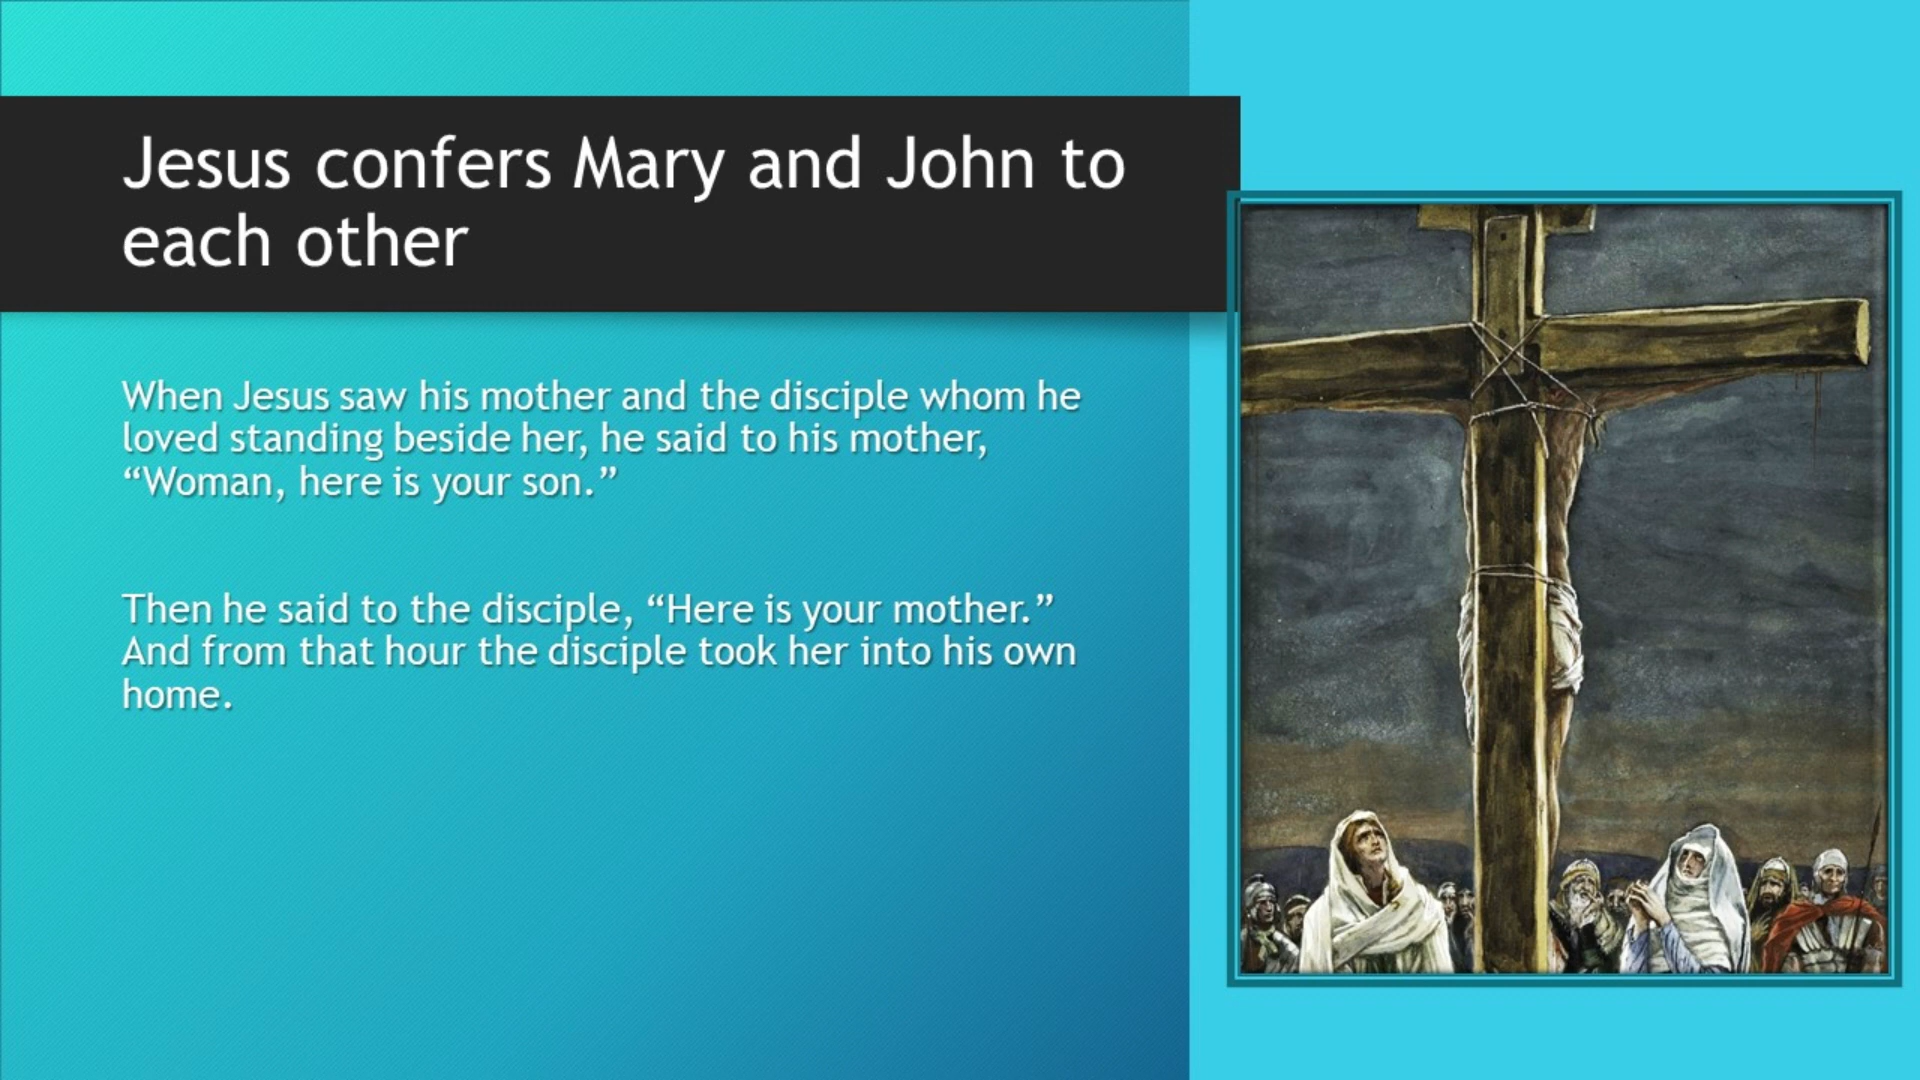 Jesus confers Mary and John to
each other
When Jesus saw his mother and the disciple whom he
loved standing beside her, he said to his mother,
“Woman, here is your son.”
Then he said to the disciple, “Here is your mother.”
And from that hour the disciple took her into his own
home.